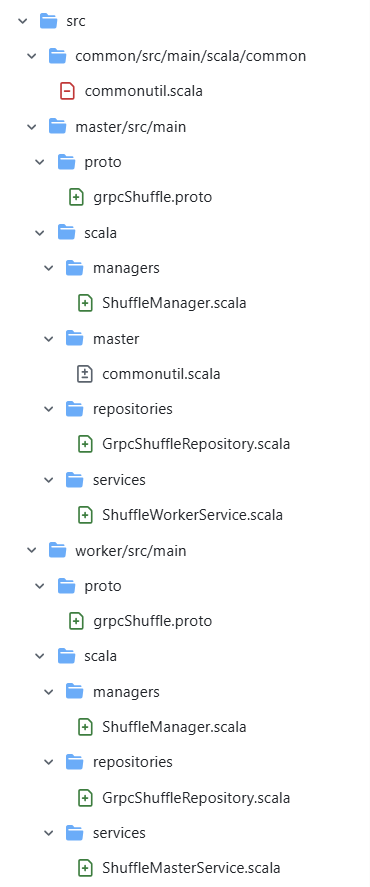 src
common/src/main/scala/common
commonutil.scala
master/src/main
proto
grpcShuffle.proto
scala
managers
ShuffleManager.scala
master
commonutil.scala
repositories
GrpcShuffleRepository.scala
services
ShuffleWorkerService.scala
worker/src/main
proto
grpcShuffle.proto
scala
managers
ShuffleManager.scala
repositories
GrpcShuffleRepository.scala
services
ShuffleMasterService.scala